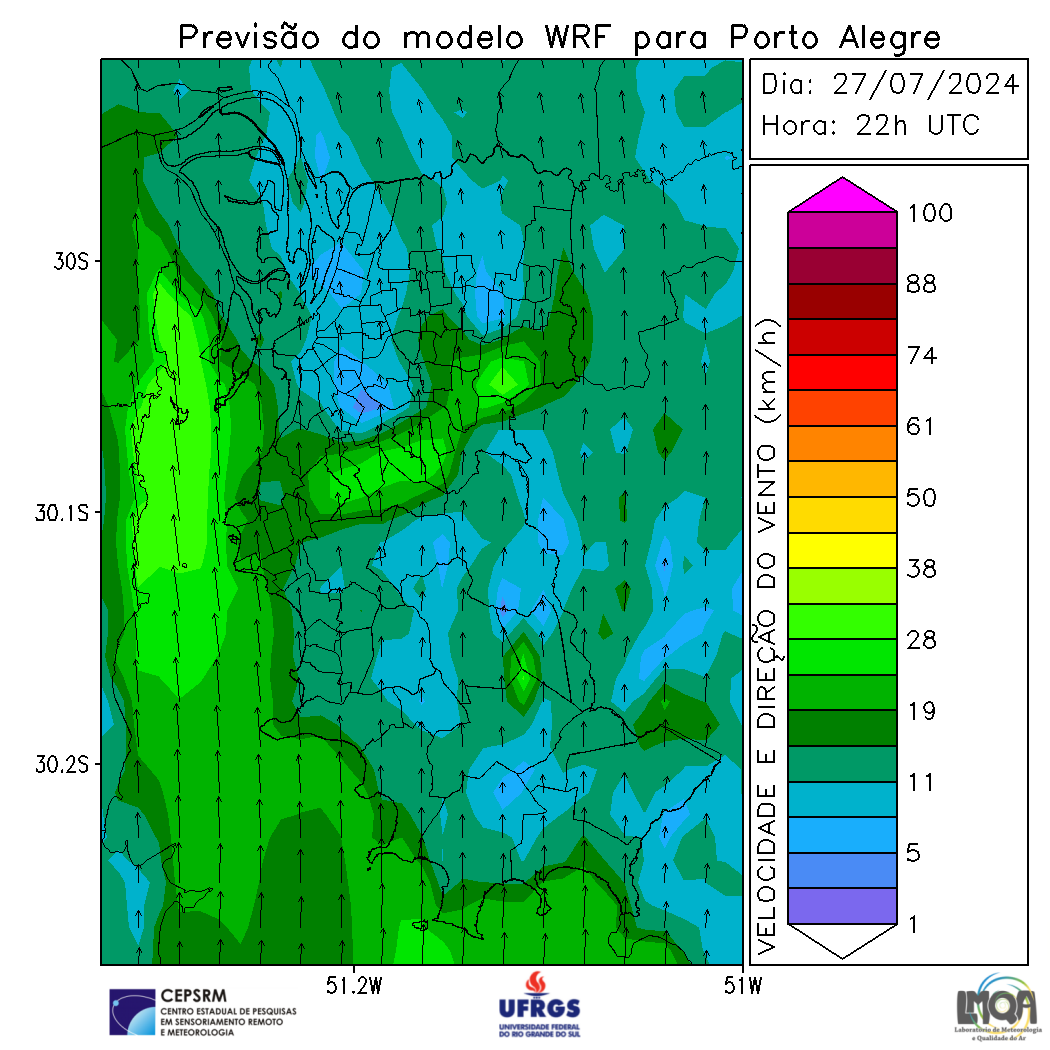 Previsão do modelo WRF para Porto Alegre
Dia: 27/07/2024
Hora: 22h UTC
30S
30.1S
30.2S
51.2W
51W
VELOCIDADE E DIREÇÃO DO VENTO (km/h)
100
88
74
61
50
38
28
19
11
5
1
CEPSRM
CENTRO ESTADUAL DE PESQUISAS
EM SENSORIAMENTO REMOTO
E METEOROLOGIA
UFRGS
UNIVERSIDADE FEDERAL
DO RIO GRANDE DO SUL
LMQA
Laboratório de Meteorologia
e Qualidade do Ar